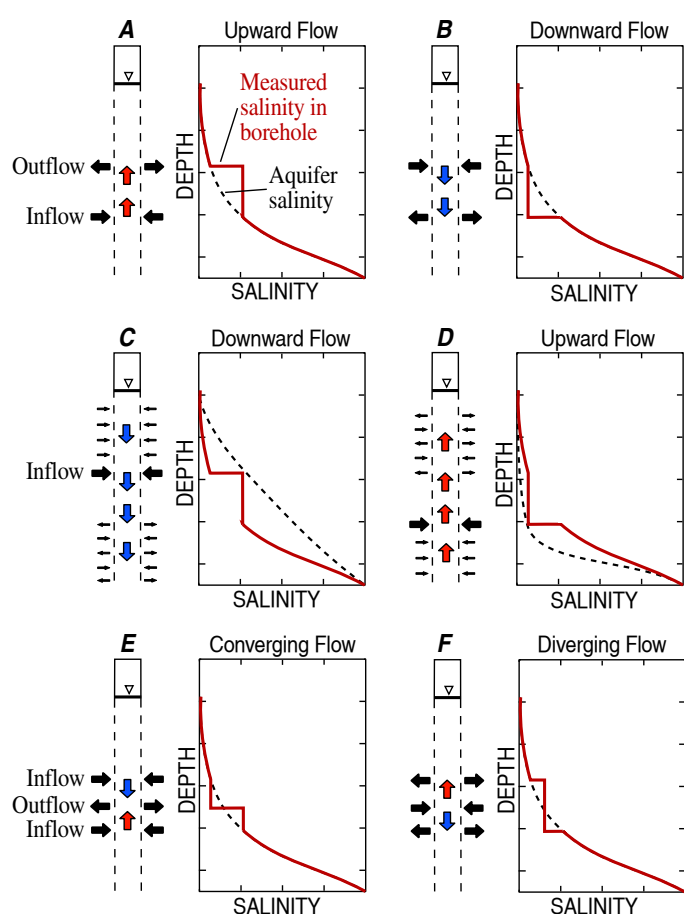 A
Upward Flow
Measured
salinity in
borehole
Aquifer
salinity
Outflow
Inflow
DEPTH
SALINITY
B
Downward Flow
DEPTH
SALINITY
C
Downward Flow
Inflow
DEPTH
SALINITY
D
Upward Flow
DEPTH
SALINITY
E
Converging Flow
Inflow
Outflow
Inflow
DEPTH
SALINITY
F
Diverging Flow
DEPTH
SALINITY